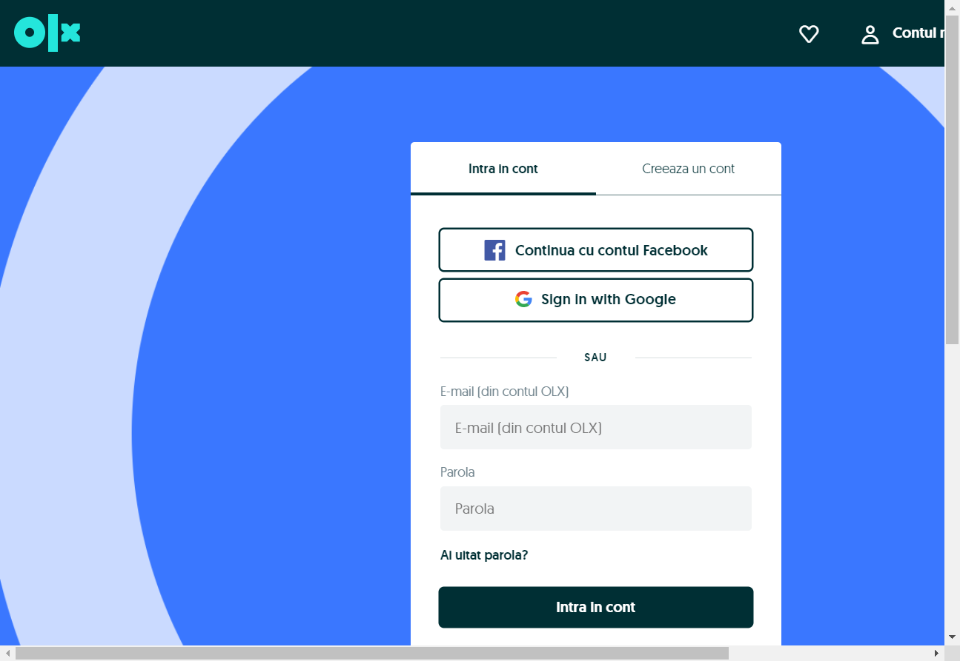 olx
Contul
Intra in cont
Creeaza un cont
Continua cu contul Facebook
Sign in with Google
SAU
E-mail (din contul OLX)
E-mail (din contul OLX)
Parola
Parola
Ai uitat parola?
Intra in cont